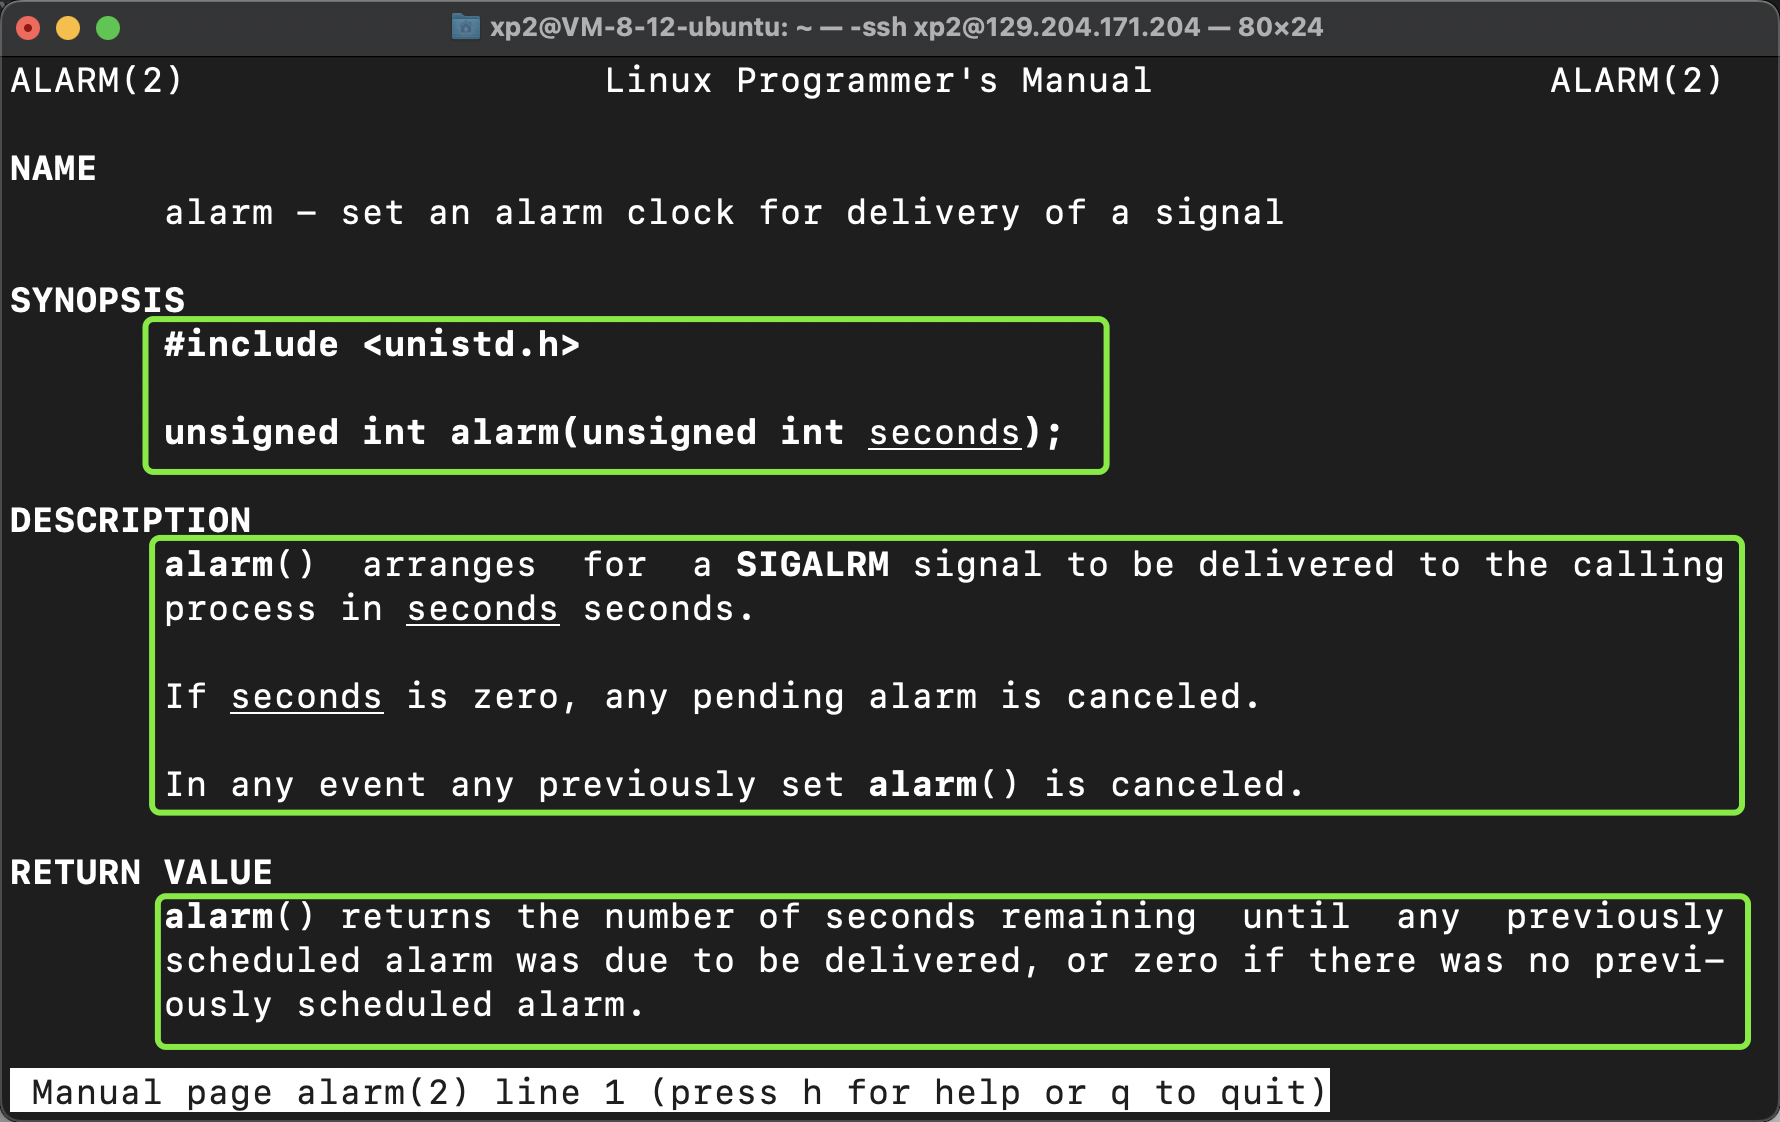 xp2@VM-8-12-ubuntu: ~ — -ssh xp2@129.204.171.204 — 80×24
ALARM(2) Linux Programmer's Manual ALARM(2)
NAME
alarm – set an alarm clock for delivery of a signal
SYNOPSIS
#include <unistd.h>
unsigned int alarm(unsigned int seconds);
DESCRIPTION
alarm() arranges for a SIGALRM signal to be delivered to the calling
process in seconds seconds.
If seconds is zero, any pending alarm is canceled.
In any event any previously set alarm() is canceled.
RETURN VALUE
alarm() returns the number of seconds remaining until any previously
scheduled alarm was due to be delivered, or zero if there was no previ–
ously scheduled alarm.
Manual page alarm(2) line 1 (press h for help or q to quit)